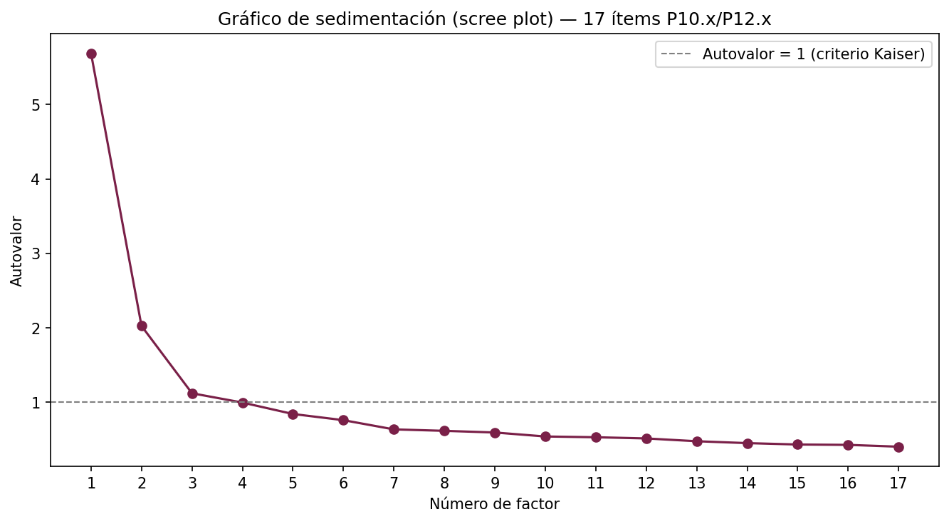 Gráfico de sedimentación (scree plot) — 17 ítems P10.x/P12.x
Autovalor = 1 (criterio Kaiser)
Autovalor
5
4
3
2
1
1 2 3 4 5 6 7 8 9 10 11 12 13 14 15 16 17
Número de factor